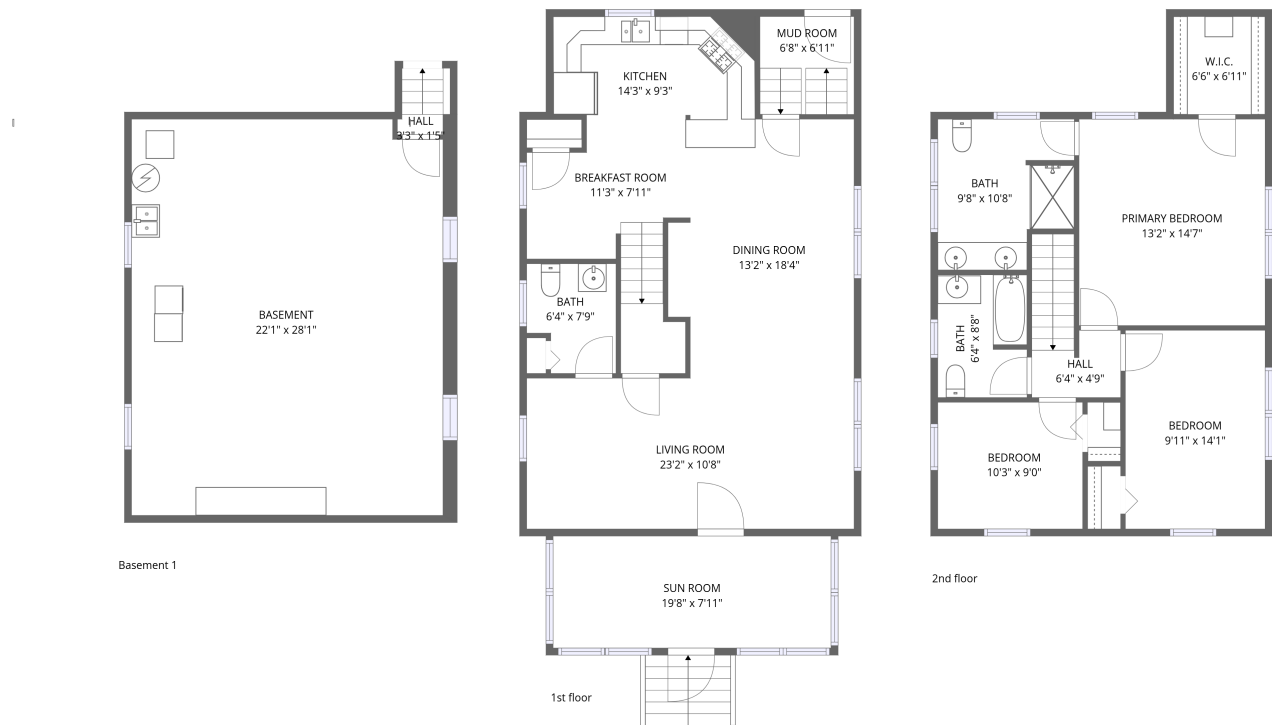 HALL
3'3" x 1'5"
BASEMENT
22'1" x 28'1"
Basement 1
MUD ROOM
6'8" x 6'11"
KITCHEN
14'3" x 9'3"
BREAKFAST ROOM
11'3" x 7'11"
DINING ROOM
13'2" x 18'4"
BATH
6'4" x 7'9"
LIVING ROOM
23'2" x 10'8"
SUN ROOM
19'8" x 7'11"
1st floor
W.I.C.
6'6" x 6'11"
BATH
9'8" x 10'8"
PRIMARY BEDROOM
13'2" x 14'7"
BATH
6'4" x 8'8"
HALL
6'4" x 4'9"
BEDROOM
9'11" x 14'1"
BEDROOM
10'3" x 9'0"
2nd floor